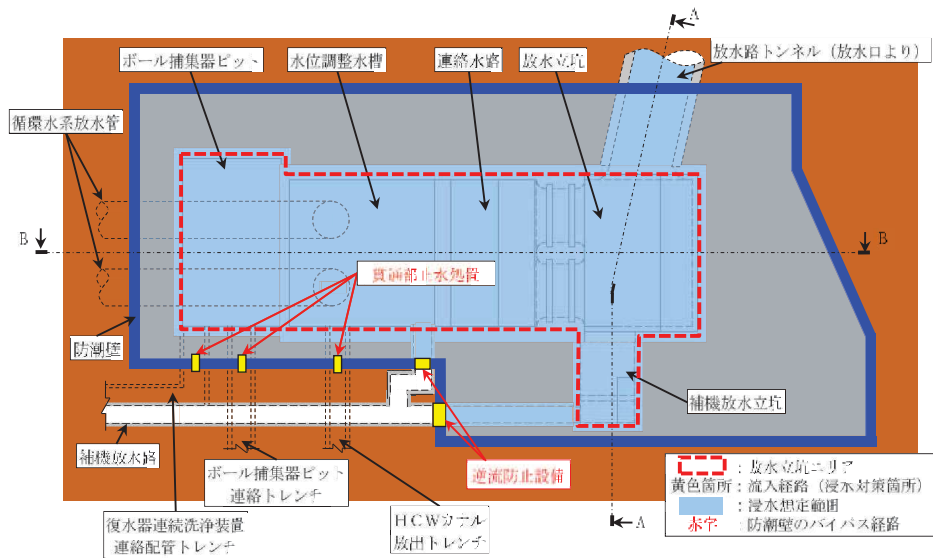 A
ボール捕集器ピット
水位調整水槽
連絡水路
放水立坑
放水路トンネル（放水口より）
循環水系放水管
B
B
貫通部止水処置
防潮壁
補機放水立坑
補機放水路
ボール捕集器ピット
連絡トレンチ
逆流防止設備
復水器連続洗浄装置
連絡配管トレンチ
ＨＣＷカナル
放出トレンチ
A
：放水立坑エリア
黄色箇所：流入経路（浸水対策箇所）
：浸水想定範囲
赤字：防潮壁のバイパス経路